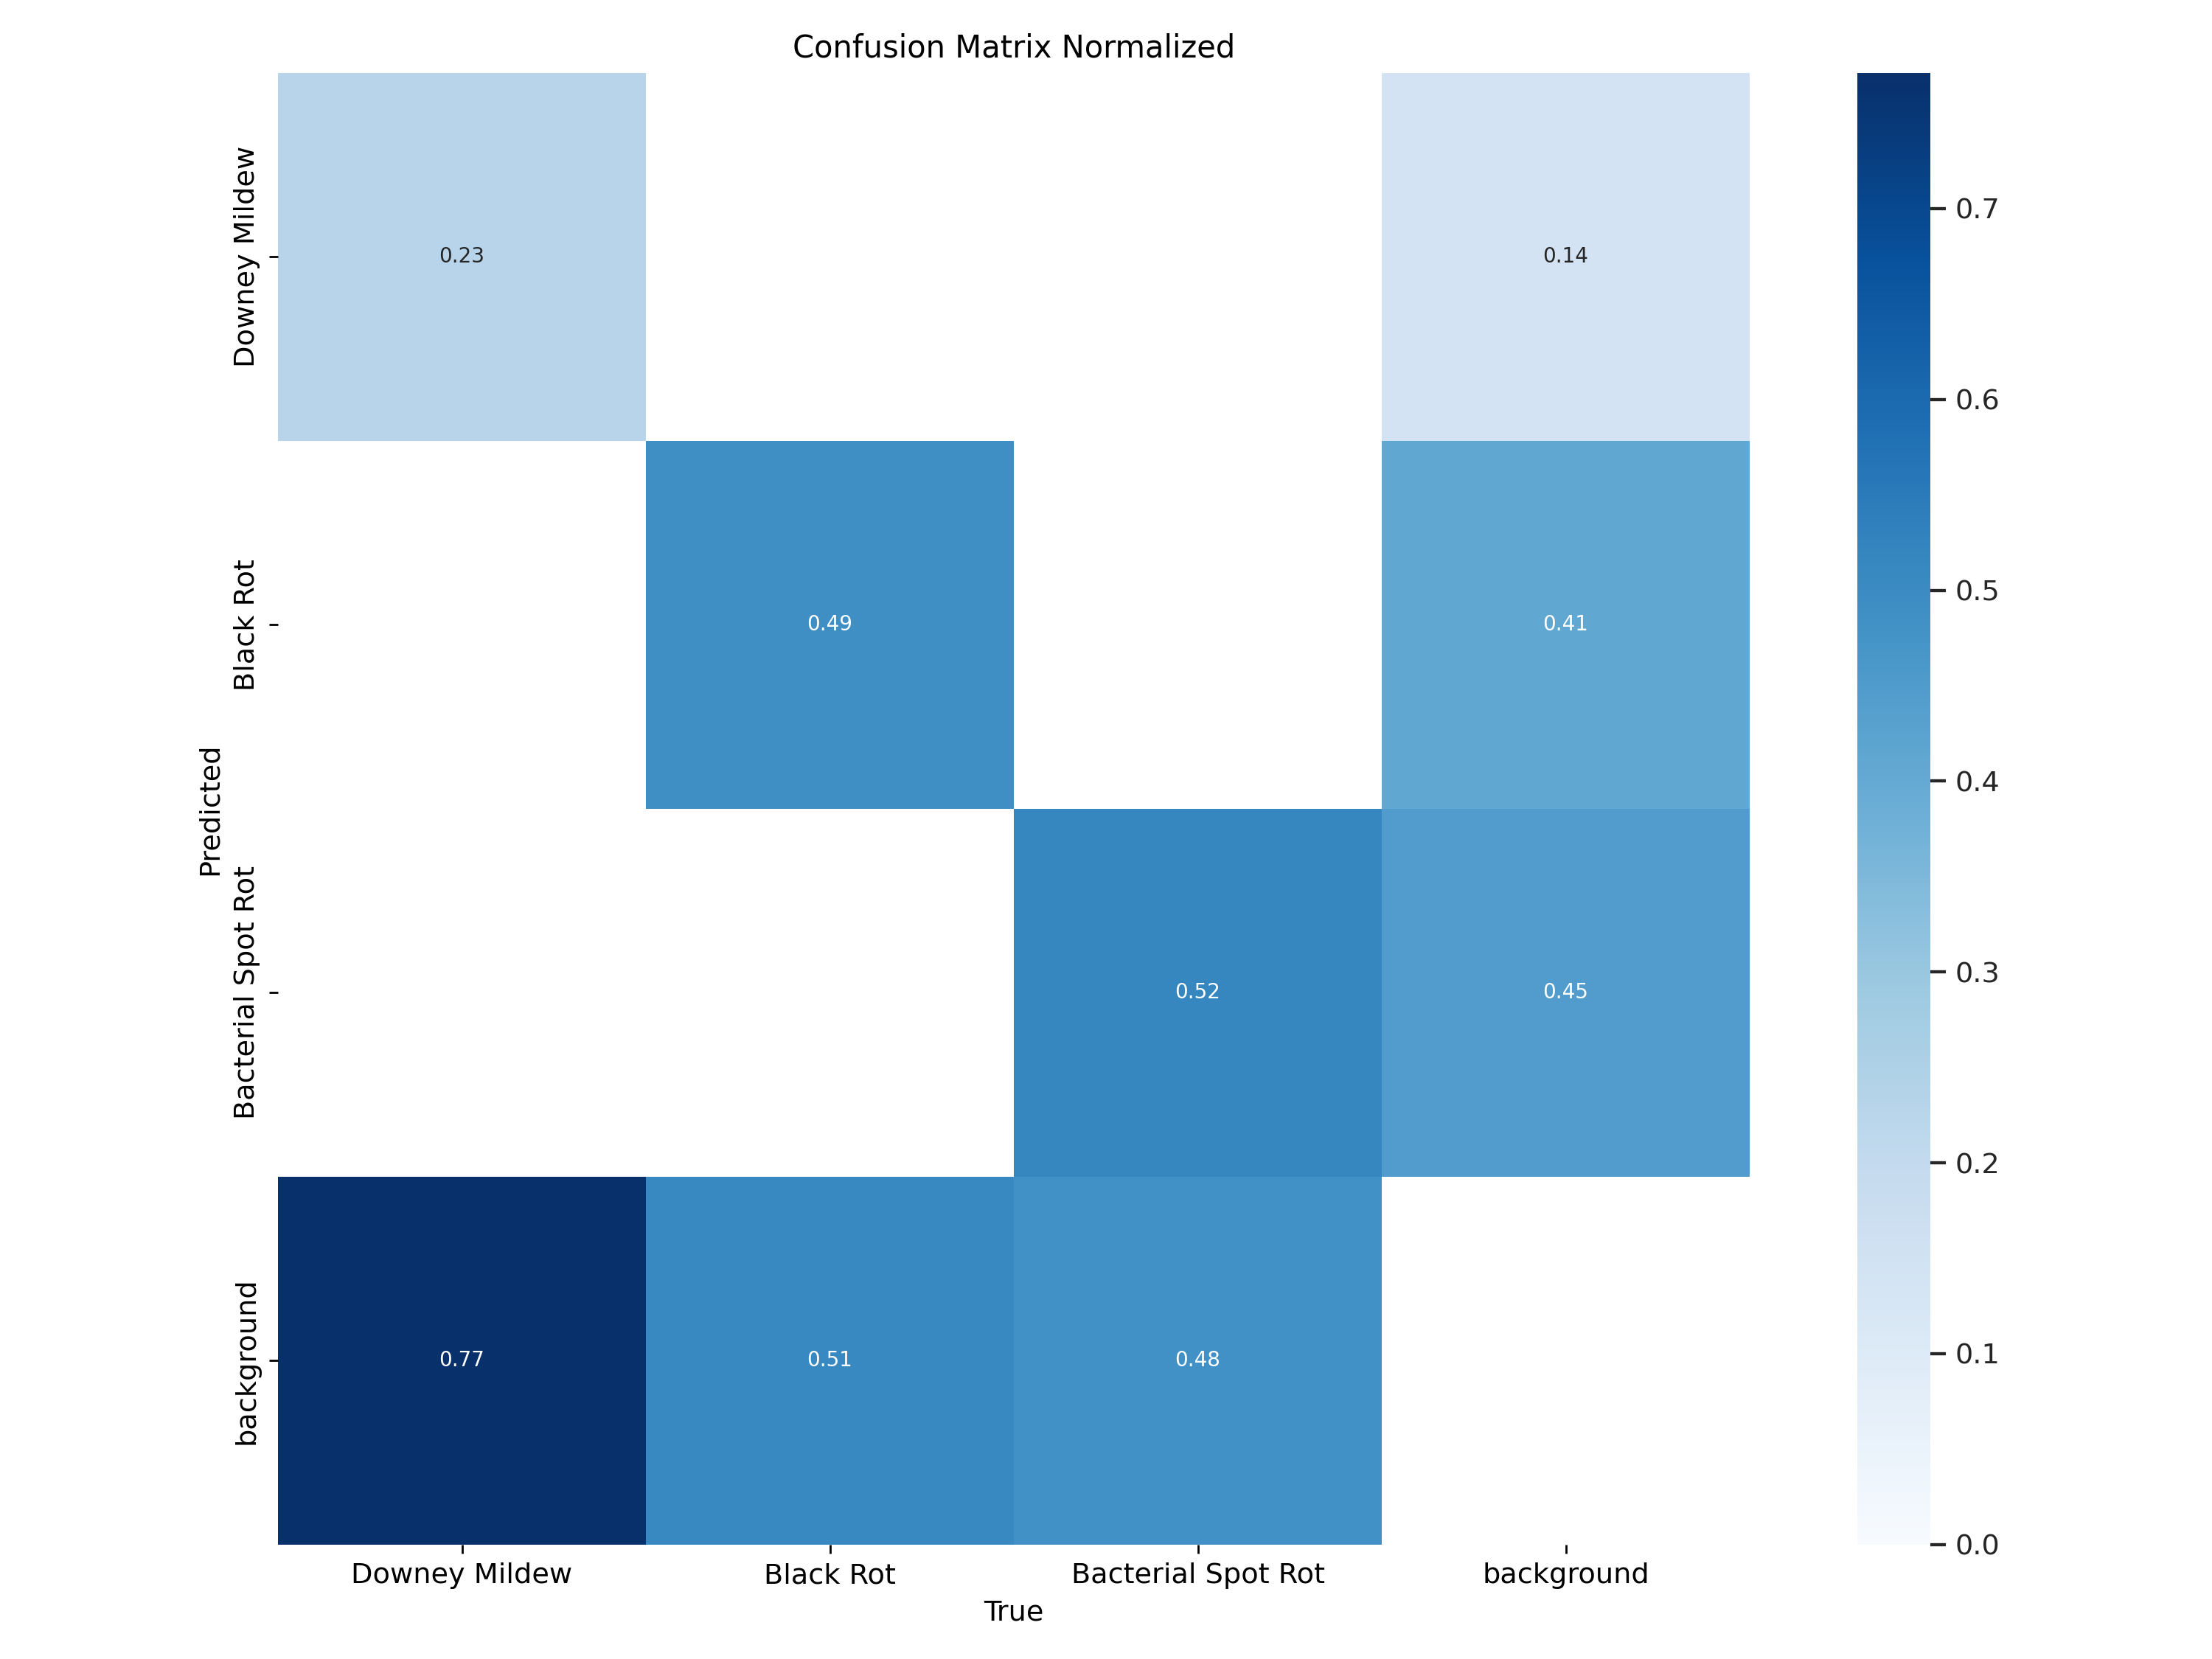 Confusion Matrix Normalized
Downey Mildew
0.23
0.14
Black Rot
0.49
0.41
Predicted
Bacterial Spot Rot
0.52
0.45
background
0.77
0.51
0.48
Downey Mildew
Black Rot
Bacterial Spot Rot
background
True
0.7
0.6
0.5
0.4
0.3
0.2
0.1
0.0